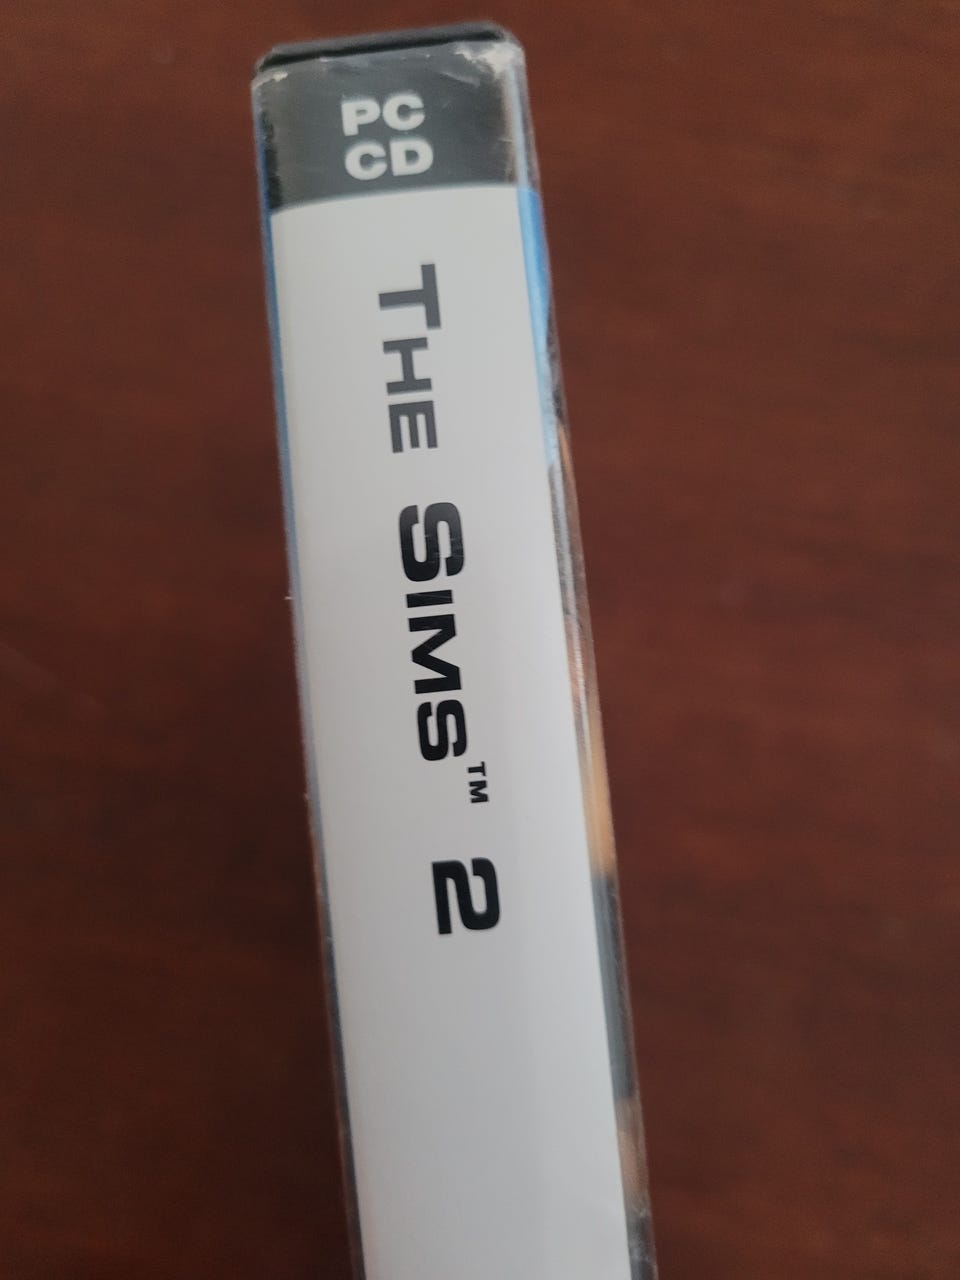 PC
CD
THE SIMS™ 2